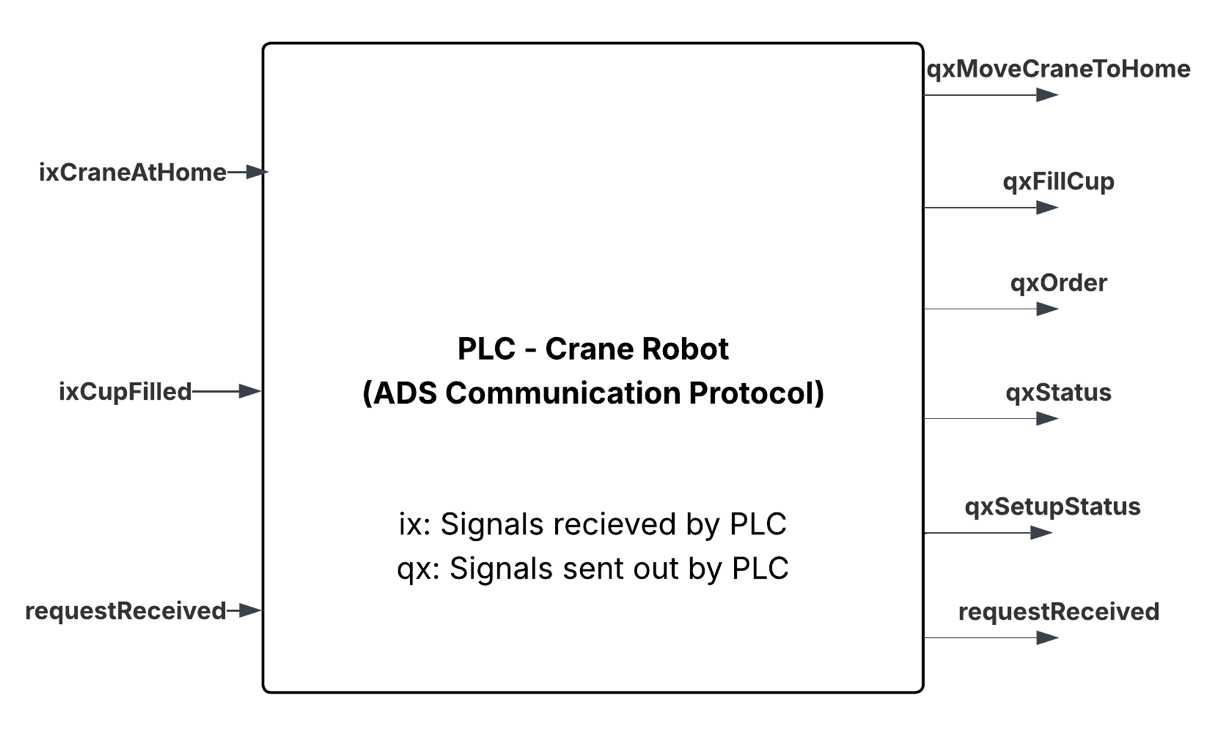 qxMoveCraneToHome
ixCraneAtHome
qxFillCup
qxOrder
PLC - Crane Robot
(ADS Communication Protocol)
ixCupFilled
qxStatus
ix: Signals recieved by PLC
qxSetupStatus
qx: Signals sent out by PLC
requestReceived
requestReceived